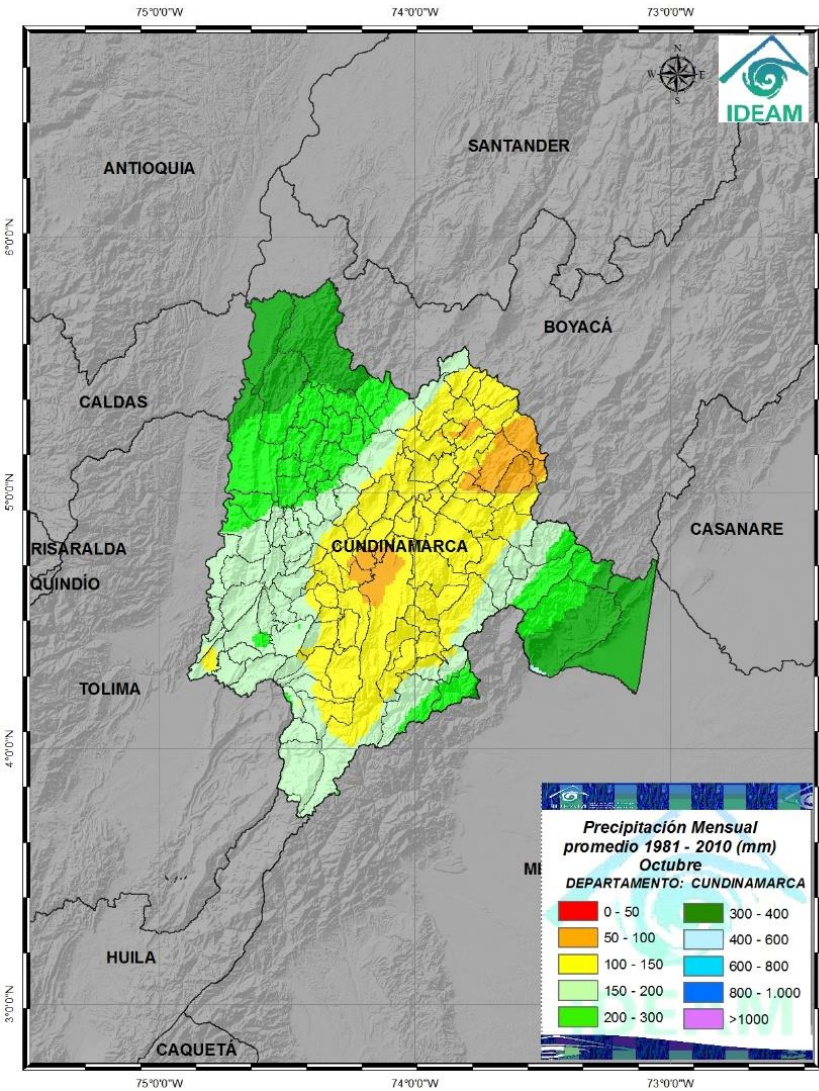 75°0'0"W 74°0'0"W 73°0'0"W
N
W E
S
IDEAM
SANTANDER
ANTIOQUIA
6°0'0"N
BOYACÁ
CALDAS
5°0'0"N
CASANARE
RISARALDA
CUNDINAMARCA
QUINDÍO
TOLIMA
4°0'0"N
Precipitación Mensual
promedio 1981 - 2010 (mm)
Octubre
DEPARTAMENTO: CUNDINAMARCA
0 - 50
50 - 100
100 - 150
150 - 200
200 - 300
300 - 400
400 - 600
600 - 800
800 - 1.000
>1000
IDEAM
HUILA
3°0'0"N
CAQUETÁ
75°0'0"W 74°0'0"W 73°0'0"W